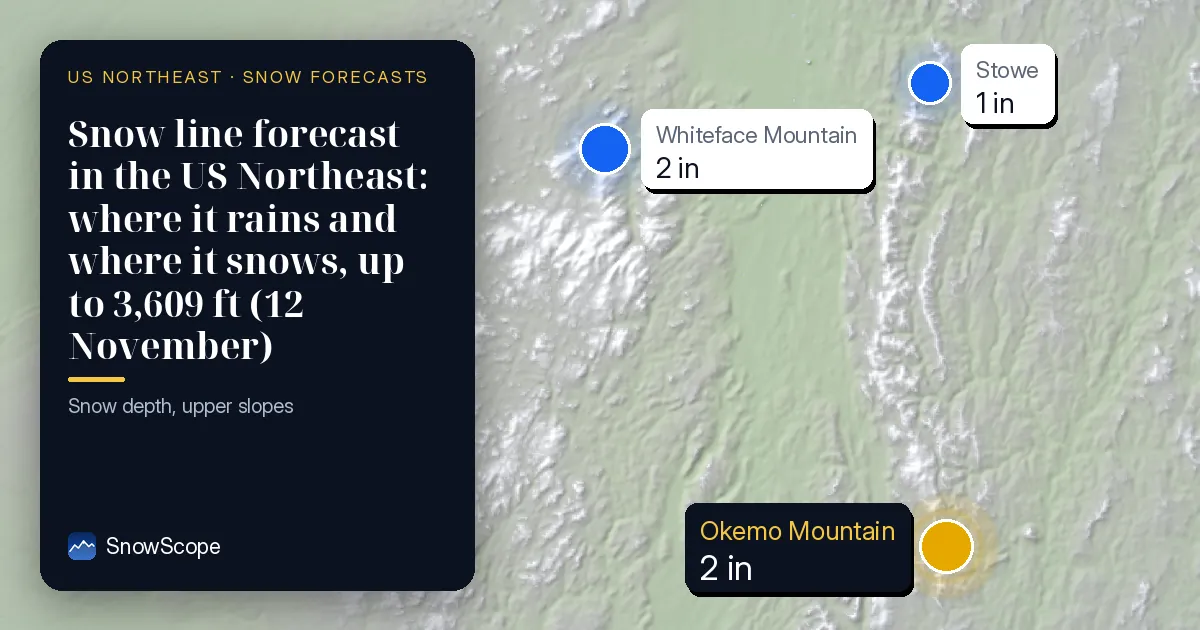 US NORTHEAST · SNOW FORECASTS
Snow line forecast
in the US Northeast:
where it rains and
where it snows, up
to 3,609 ft (12
November)
Snow depth, upper slopes
SnowScope
Stowe
1 in
Whiteface Mountain
2 in
Okemo Mountain
2 in